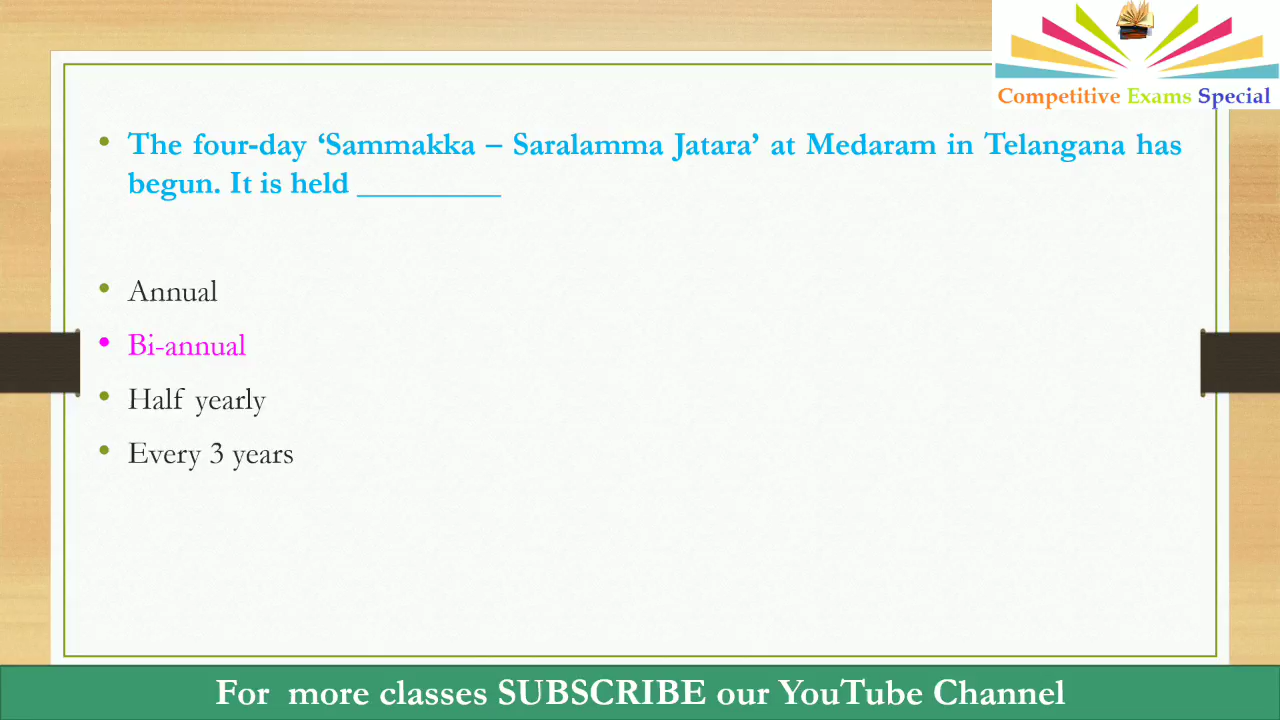 Competitive Exams Special
• The four-day ‘Sammakka – Saralamma Jatara’ at Medaram in Telangana has
begun. It is held _________
• Annual
• Bi-annual
• Half yearly
• Every 3 years
For more classes SUBSCRIBE our YouTube Channel